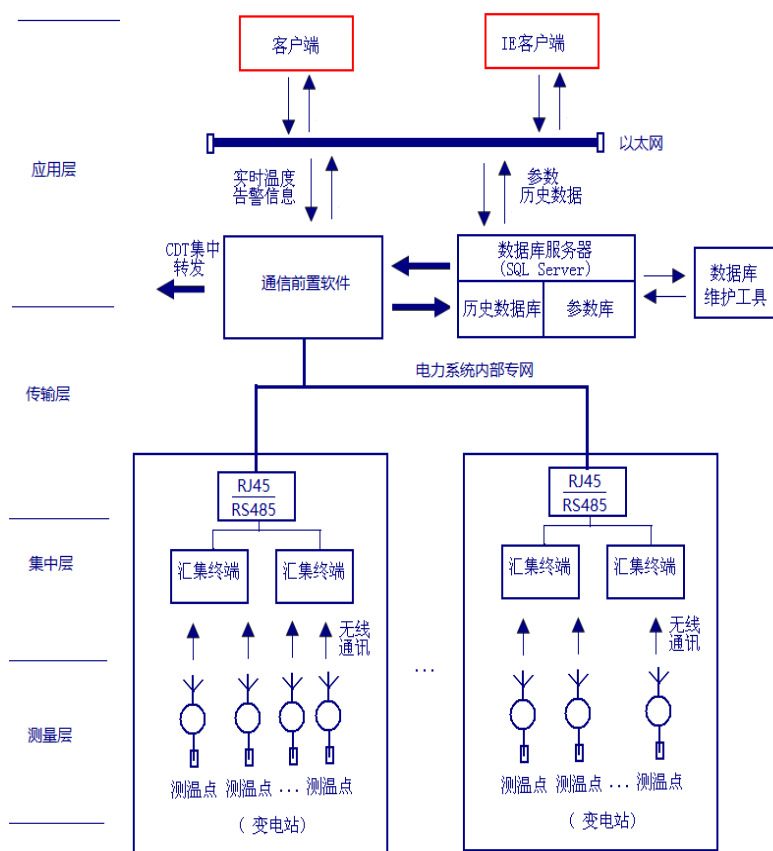 客户端
IE客户端
以太网
应用层
实时温度
告警信息
参数
历史数据
CDT集中
转发
通信前置软件
数据库服务器
(SQL Server)
历史数据库
参数库
数据库
维护工具
电力系统内部专网
传输层
RJ45
RS485
RJ45
RS485
集中层
汇集终端
汇集终端
汇集终端
汇集终端
无线
通讯
无线
通讯
...
测量层
测温点 测温点 ... 测温点
测温点 测温点 ... 测温点
( 变电站)
( 变电站)